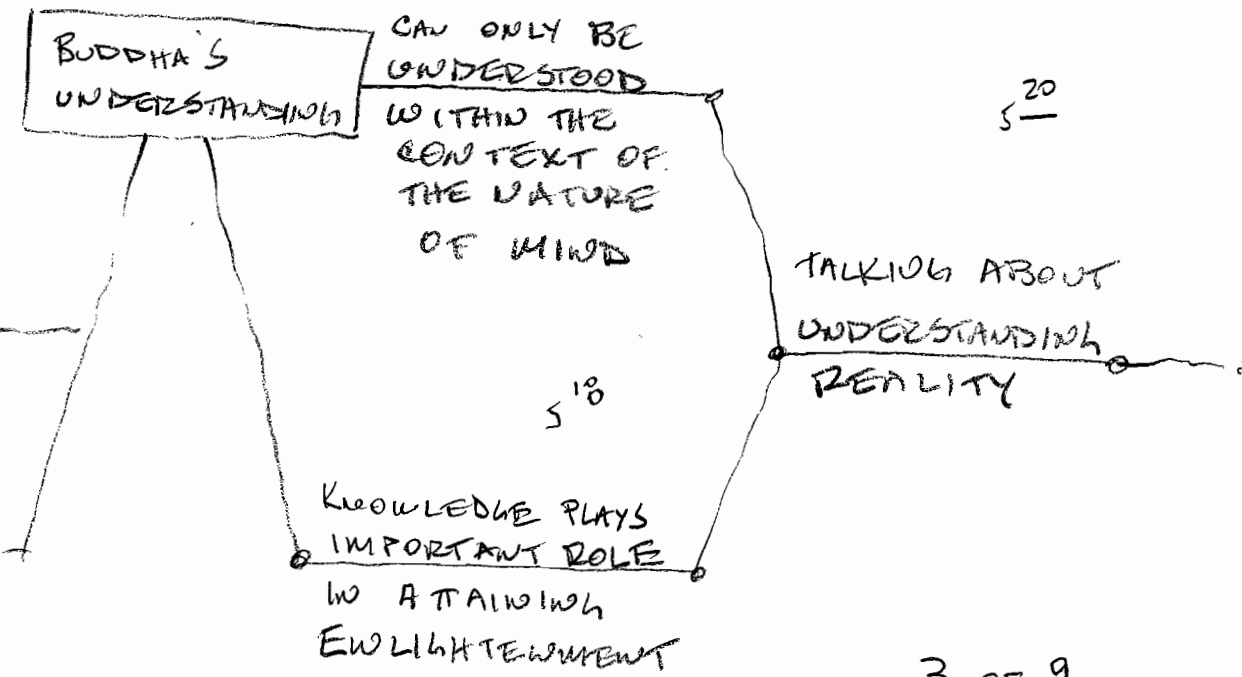 BUDDHA'S
UNDERSTANDING
CAN ONLY BE
UNDERSTOOD
WITHIN THE
CONTEXT OF
THE NATURE
OF MIND
5 20
TALKING ABOUT
UNDERSTANDING
REALITY
5 10
KNOWLEDGE PLAYS
IMPORTANT ROLE
IN ATTAINING
ENLIGHTENMENT
3 OF 9